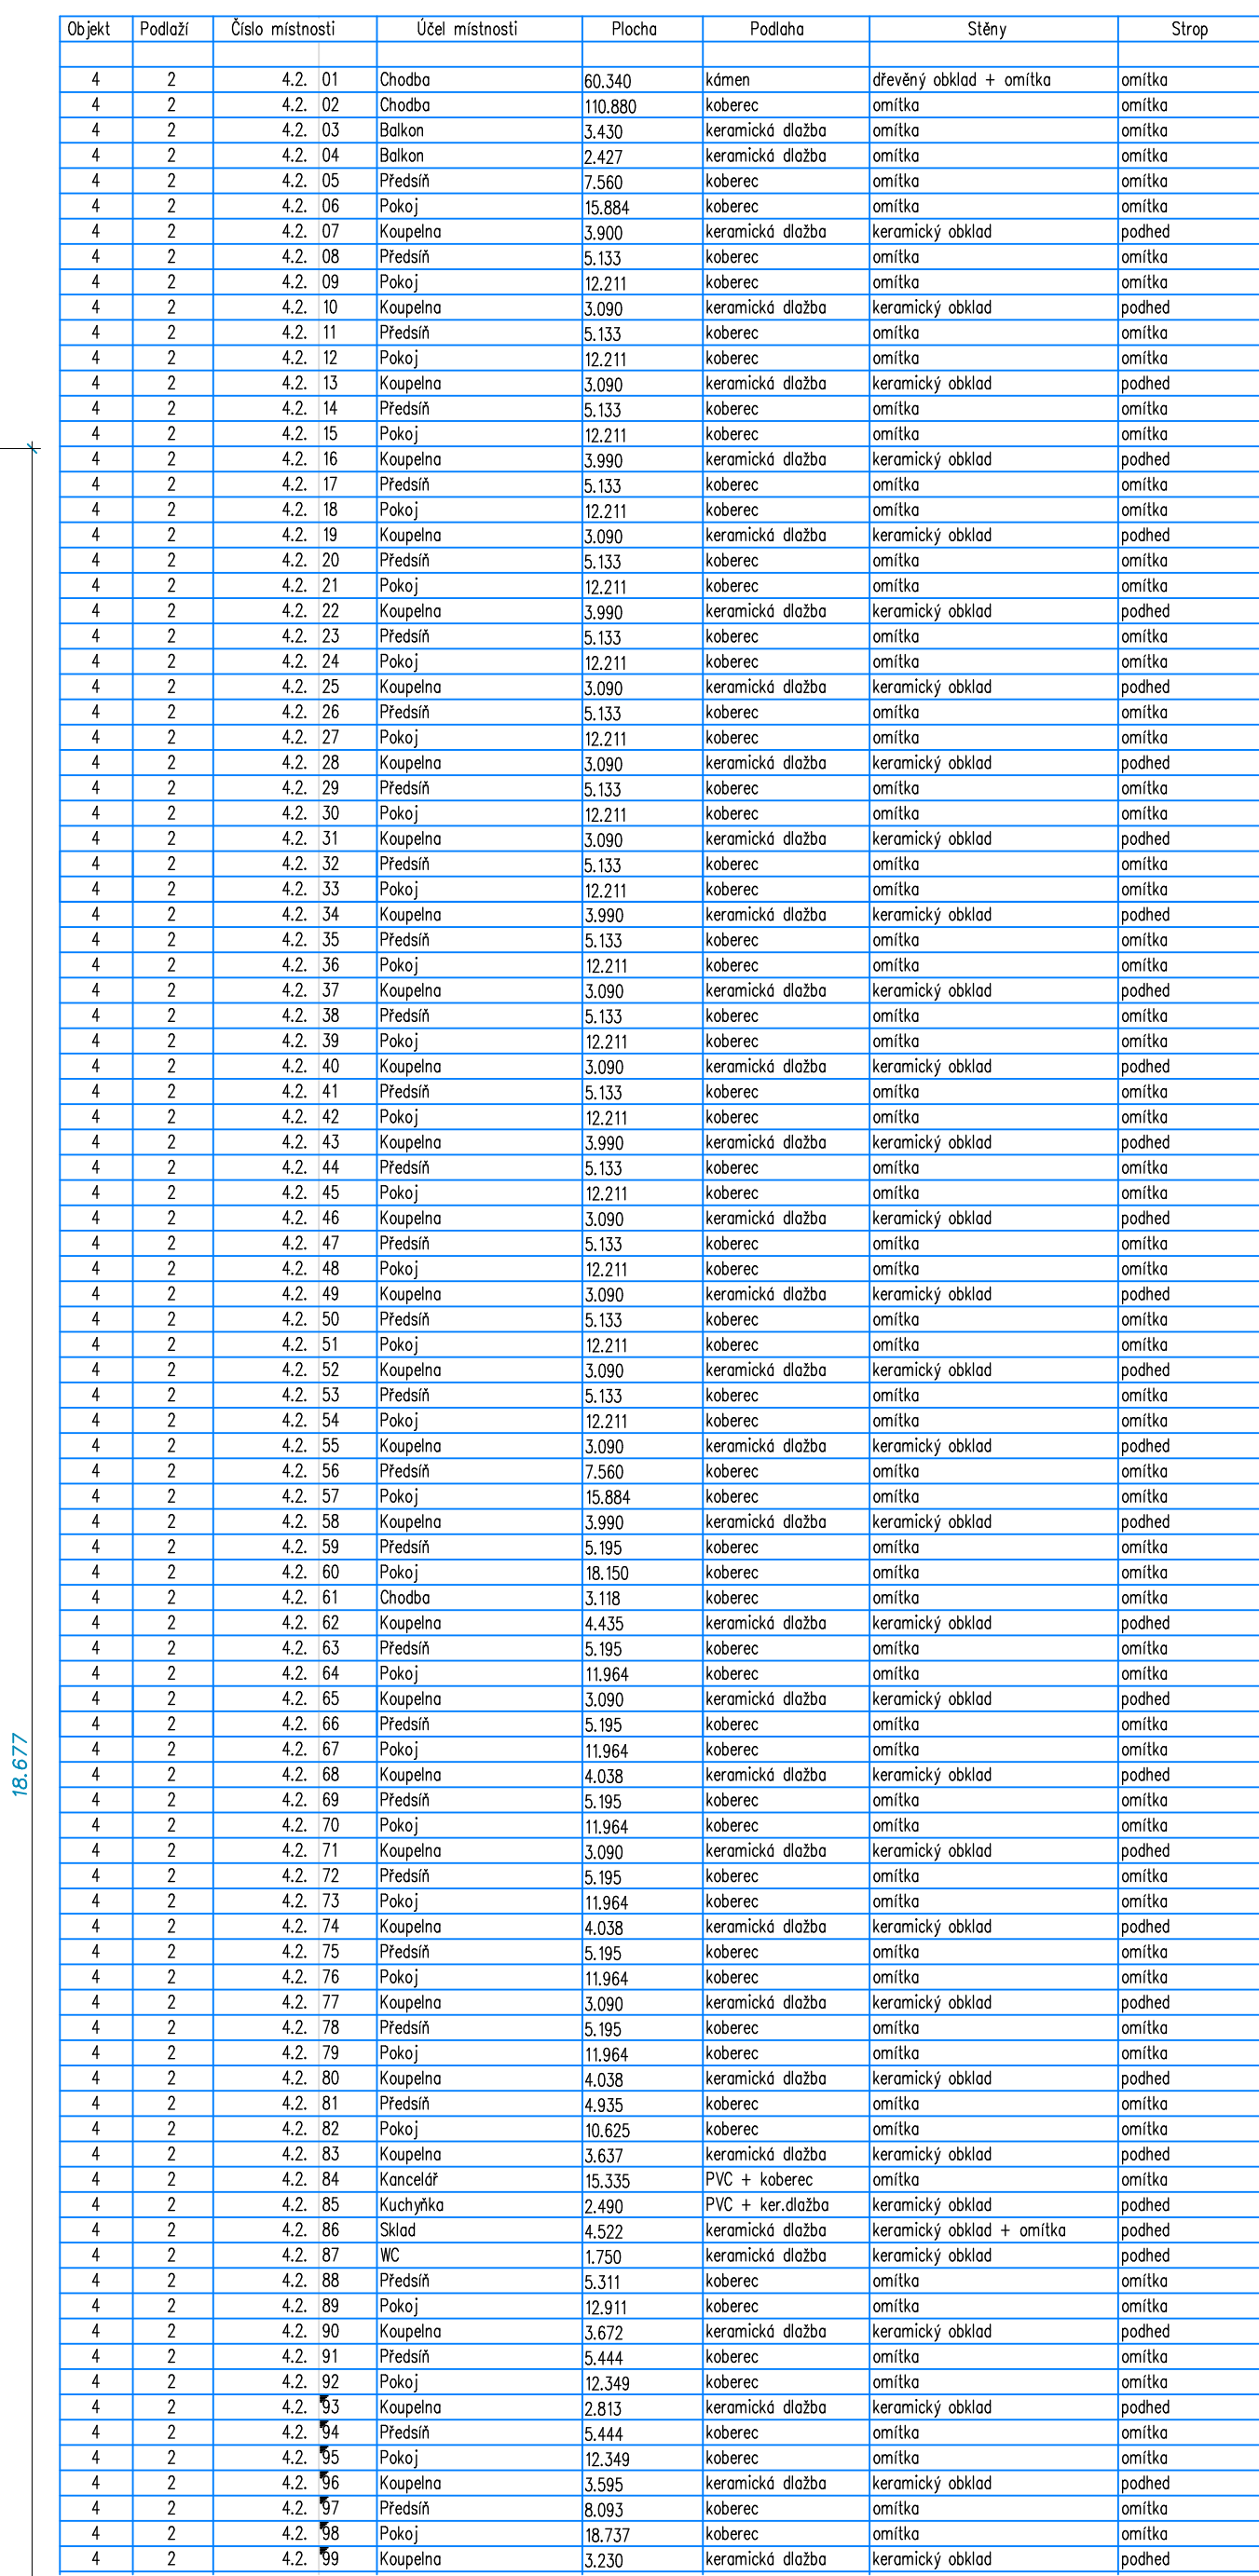 Objekt Podlaží Číslo místnosti Účel místnosti Plocha Podlaha Stěny Strop
4 2 4.2. 01 Chodba 60.340 kámen dřevěný obklad + omítka omítka
4 2 4.2. 02 Chodba 110.880 koberec omítka omítka
4 2 4.2. 03 Balkon 3.430 keramická dlažba omítka omítka
4 2 4.2. 04 Balkon 2.427 keramická dlažba omítka omítka
4 2 4.2. 05 Předsíň 7.560 koberec omítka omítka
4 2 4.2. 06 Pokoj 15.884 koberec omítka omítka
4 2 4.2. 07 Koupelna 3.900 keramická dlažba keramický obklad podhed
4 2 4.2. 08 Předsíň 5.133 koberec omítka omítka
4 2 4.2. 09 Pokoj 12.211 koberec omítka omítka
4 2 4.2. 10 Koupelna 3.090 keramická dlažba keramický obklad podhed
4 2 4.2. 11 Předsíň 5.133 koberec omítka omítka
4 2 4.2. 12 Pokoj 12.211 koberec omítka omítka
4 2 4.2. 13 Koupelna 3.090 keramická dlažba keramický obklad podhed
4 2 4.2. 14 Předsíň 5.133 koberec omítka omítka
4 2 4.2. 15 Pokoj 12.211 koberec omítka omítka
4 2 4.2. 16 Koupelna 3.990 keramická dlažba keramický obklad podhed
4 2 4.2. 17 Předsíň 5.133 koberec omítka omítka
4 2 4.2. 18 Pokoj 12.211 koberec omítka omítka
4 2 4.2. 19 Koupelna 3.090 keramická dlažba keramický obklad podhed
4 2 4.2. 20 Předsíň 5.133 koberec omítka omítka
4 2 4.2. 21 Pokoj 12.211 koberec omítka omítka
4 2 4.2. 22 Koupelna 3.990 keramická dlažba keramický obklad podhed
4 2 4.2. 23 Předsíň 5.133 koberec omítka omítka
4 2 4.2. 24 Pokoj 12.211 koberec omítka omítka
4 2 4.2. 25 Koupelna 3.090 keramická dlažba keramický obklad podhed
4 2 4.2. 26 Předsíň 5.133 koberec omítka omítka
4 2 4.2. 27 Pokoj 12.211 koberec omítka omítka
4 2 4.2. 28 Koupelna 3.090 keramická dlažba keramický obklad podhed
4 2 4.2. 29 Předsíň 5.133 koberec omítka omítka
4 2 4.2. 30 Pokoj 12.211 koberec omítka omítka
4 2 4.2. 31 Koupelna 3.090 keramická dlažba keramický obklad podhed
4 2 4.2. 32 Předsíň 5.133 koberec omítka omítka
4 2 4.2. 33 Pokoj 12.211 koberec omítka omítka
4 2 4.2. 34 Koupelna 3.990 keramická dlažba keramický obklad podhed
4 2 4.2. 35 Předsíň 5.133 koberec omítka omítka
4 2 4.2. 36 Pokoj 12.211 koberec omítka omítka
4 2 4.2. 37 Koupelna 3.090 keramická dlažba keramický obklad podhed
4 2 4.2. 38 Předsíň 5.133 koberec omítka omítka
4 2 4.2. 39 Pokoj 12.211 koberec omítka omítka
4 2 4.2. 40 Koupelna 3.090 keramická dlažba keramický obklad podhed
4 2 4.2. 41 Předsíň 5.133 koberec omítka omítka
4 2 4.2. 42 Pokoj 12.211 koberec omítka omítka
4 2 4.2. 43 Koupelna 3.990 keramická dlažba keramický obklad podhed
4 2 4.2. 44 Předsíň 5.133 koberec omítka omítka
4 2 4.2. 45 Pokoj 12.211 koberec omítka omítka
4 2 4.2. 46 Koupelna 3.090 keramická dlažba keramický obklad podhed
4 2 4.2. 47 Předsíň 5.133 koberec omítka omítka
4 2 4.2. 48 Pokoj 12.211 koberec omítka omítka
4 2 4.2. 49 Koupelna 3.090 keramická dlažba keramický obklad podhed
4 2 4.2. 50 Předsíň 5.133 koberec omítka omítka
4 2 4.2. 51 Pokoj 12.211 koberec omítka omítka
4 2 4.2. 52 Koupelna 3.090 keramická dlažba keramický obklad podhed
4 2 4.2. 53 Předsíň 5.133 koberec omítka omítka
4 2 4.2. 54 Pokoj 12.211 koberec omítka omítka
4 2 4.2. 55 Koupelna 3.090 keramická dlažba keramický obklad podhed
4 2 4.2. 56 Předsíň 7.560 koberec omítka omítka
4 2 4.2. 57 Pokoj 15.884 koberec omítka omítka
4 2 4.2. 58 Koupelna 3.990 keramická dlažba keramický obklad podhed
4 2 4.2. 59 Předsíň 5.195 koberec omítka omítka
4 2 4.2. 60 Pokoj 18.150 koberec omítka omítka
4 2 4.2. 61 Chodba 3.118 koberec omítka omítka
4 2 4.2. 62 Koupelna 4.435 keramická dlažba keramický obklad podhed
4 2 4.2. 63 Předsíň 5.195 koberec omítka omítka
4 2 4.2. 64 Pokoj 11.964 koberec omítka omítka
4 2 4.2. 65 Koupelna 3.090 keramická dlažba keramický obklad podhed
4 2 4.2. 66 Předsíň 5.195 koberec omítka omítka
4 2 4.2. 67 Pokoj 11.964 koberec omítka omítka
18.677
4 2 4.2. 68 Koupelna 4.038 keramická dlažba keramický obklad podhed
4 2 4.2. 69 Předsíň 5.195 koberec omítka omítka
4 2 4.2. 70 Pokoj 11.964 koberec omítka omítka
4 2 4.2. 71 Koupelna 3.090 keramická dlažba keramický obklad podhed
4 2 4.2. 72 Předsíň 5.195 koberec omítka omítka
4 2 4.2. 73 Pokoj 11.964 koberec omítka omítka
4 2 4.2. 74 Koupelna 4.038 keramická dlažba keramický obklad podhed
4 2 4.2. 75 Předsíň 5.195 koberec omítka omítka
4 2 4.2. 76 Pokoj 11.964 koberec omítka omítka
4 2 4.2. 77 Koupelna 3.090 keramická dlažba keramický obklad podhed
4 2 4.2. 78 Předsíň 5.195 koberec omítka omítka
4 2 4.2. 79 Pokoj 11.964 koberec omítka omítka
4 2 4.2. 80 Koupelna 4.038 keramická dlažba keramický obklad podhed
4 2 4.2. 81 Předsíň 4.935 koberec omítka omítka
4 2 4.2. 82 Pokoj 10.625 koberec omítka omítka
4 2 4.2. 83 Koupelna 3.637 keramická dlažba keramický obklad podhed
4 2 4.2. 84 Kancelář 15.335 PVC + koberec omítka omítka
4 2 4.2. 85 Kuchyňka 2.490 PVC + ker.dlažba keramický obklad podhed
4 2 4.2. 86 Sklad 4.522 keramická dlažba keramický obklad + omítka podhed
4 2 4.2. 87 WC 1.750 keramická dlažba keramický obklad podhed
4 2 4.2. 88 Předsíň 5.311 koberec omítka omítka
4 2 4.2. 89 Pokoj 12.911 koberec omítka omítka
4 2 4.2. 90 Koupelna 3.672 keramická dlažba keramický obklad podhed
4 2 4.2. 91 Předsíň 5.444 koberec omítka omítka
4 2 4.2. 92 Pokoj 12.349 koberec omítka omítka
4 2 4.2. 93 Koupelna 2.813 keramická dlažba keramický obklad podhed
4 2 4.2. 94 Předsíň 5.444 koberec omítka omítka
4 2 4.2. 95 Pokoj 12.349 koberec omítka omítka
4 2 4.2. 96 Koupelna 3.595 keramická dlažba keramický obklad podhed
4 2 4.2. 97 Předsíň 8.093 koberec omítka omítka
4 2 4.2. 98 Pokoj 18.737 koberec omítka omítka
4 2 4.2. 99 Koupelna 3.230 keramická dlažba keramický obklad podhed